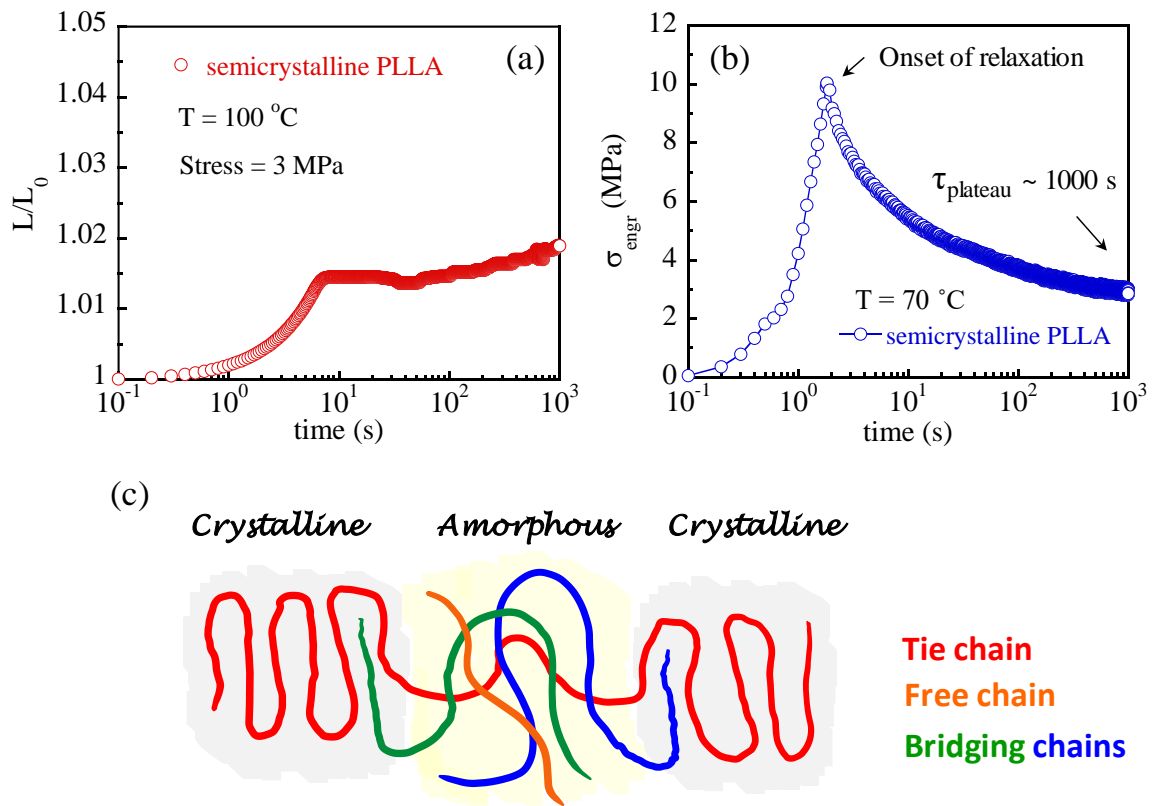 (a)
semicrystalline PLLA
T = 100 °C
Stress = 3 MPa
L/L₀
1.05
1.04
1.03
1.02
1.01
1
10⁻¹ 10⁰ 10¹ 10² 10³
time (s)
(b)
Onset of relaxation
τplateau ~ 1000 s
T = 70 ˚C
semicrystalline PLLA
σengr (MPa)
12
10
8
6
4
2
0
10⁻¹ 10⁰ 10¹ 10² 10³
time (s)
(c)
Crystalline Amorphous Crystalline
Tie chain
Free chain
Bridging chains